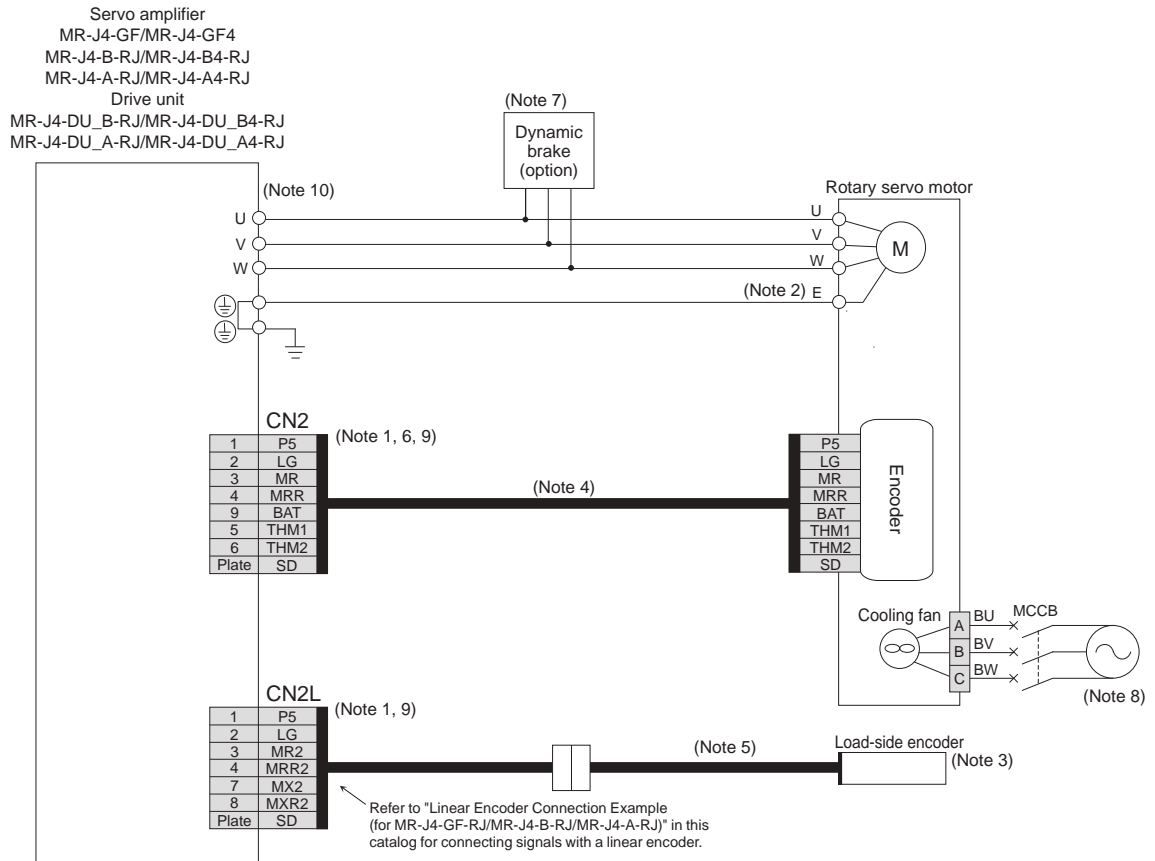 Servo amplifier
MR-J4-GF/MR-J4-GF4
MR-J4-B-RJ/MR-J4-B4-RJ
MR-J4-A-RJ/MR-J4-A4-RJ
Drive unit
MR-J4-DU_B-RJ/MR-J4-DU_B4-RJ
MR-J4-DU_A-RJ/MR-J4-DU_A4-RJ
(Note 7)
Dynamic
brake
(option)
(Note 10)
Rotary servo motor
U
V
W
U
V
W
M
(Note 2) E
CN2
(Note 1, 6, 9)
1 P5
2 LG
3 MR
4 MRR
9 BAT
5 THM1
6 THM2
Plate SD
(Note 4)
P5
LG
MR
MRR
BAT
THM1
THM2
SD
Encoder
Cooling fan
A BU
B BV
C BW
MCCB
(Note 8)
CN2L
(Note 1, 9)
1 P5
2 LG
3 MR2
4 MRR2
7 MX2
8 MXR2
Plate SD
(Note 5)
Load-side encoder
(Note 3)
Refer to "Linear Encoder Connection Example
(for MR-J4-GF-RJ/MR-J4-B-RJ/MR-J4-A-RJ)" in this
catalog for connecting signals with a linear encoder.